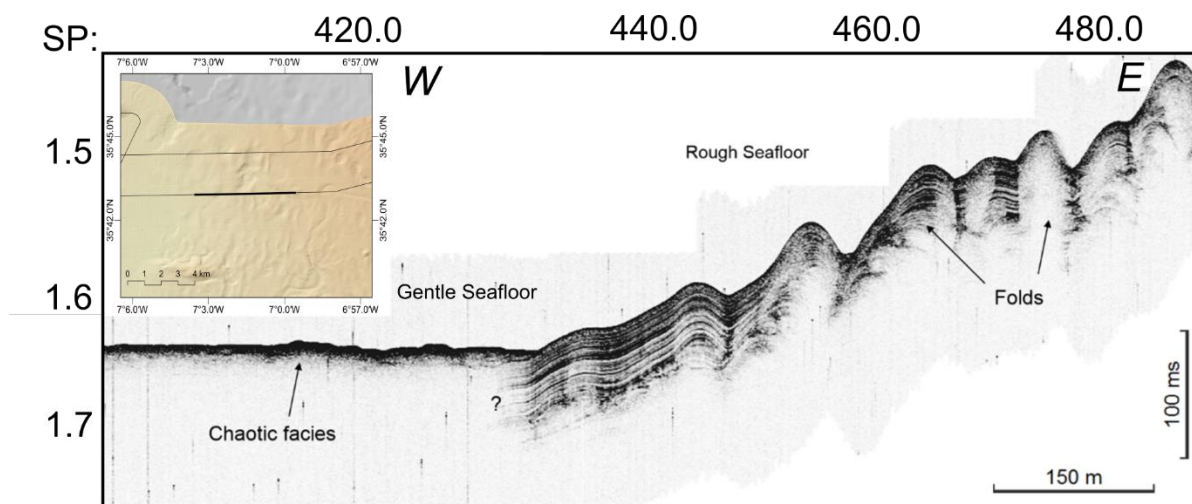 SP:
420.0
440.0
460.0
480.0
7°6.0'W
7°3.0'W
7°0.0'W
6°57.0'W
W
E
35°45.0'N
35°45.0'N
1.5
Rough Seafloor
35°42.0'N
35°42.0'N
0 1 2 3 4 km
Gentle Seafloor
1.6
Folds
7°6.0'W
7°3.0'W
7°0.0'W
6°57.0'W
?
100 ms
1.7
Chaotic facies
150 m